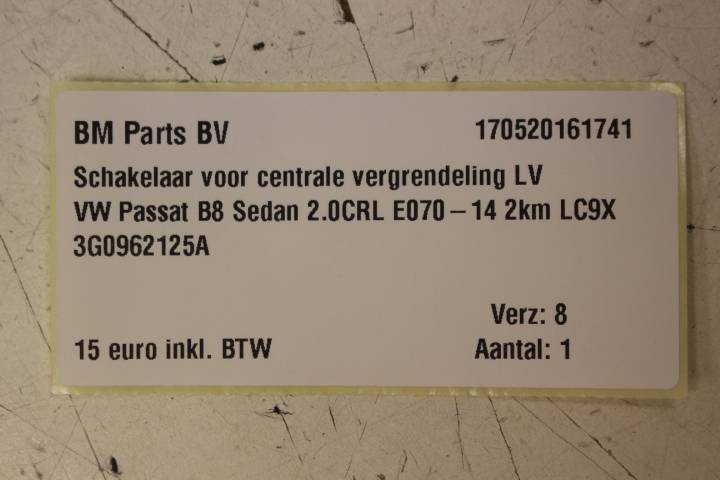 BM Parts BV 170520161741
Schakelaar voor centrale vergrendeling LV
VW Passat B8 Sedan 2.0CRL E070-14 2km LC9X
3G0962125A
Verz: 8
15 euro inkl. BTW Aantal: 1